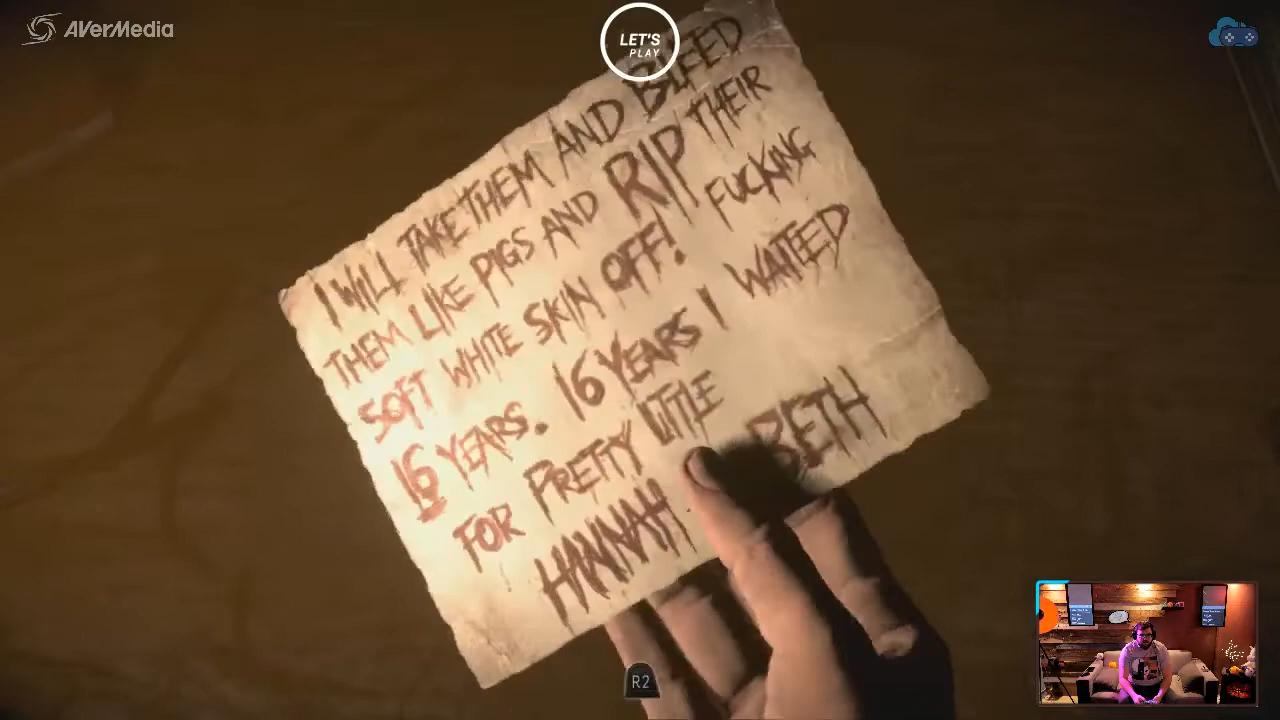 AVerMedia
LET'S
PLAY
I WILL TAKE THEM AND BLEED
THEM LIKE PIGS AND RIP THEIR
SOFT WHITE SKIN OFF! FUCKING
16 YEARS. 16 YEARS I WAITED
FOR PRETTY LITTLE
HANNAH BETH
R2